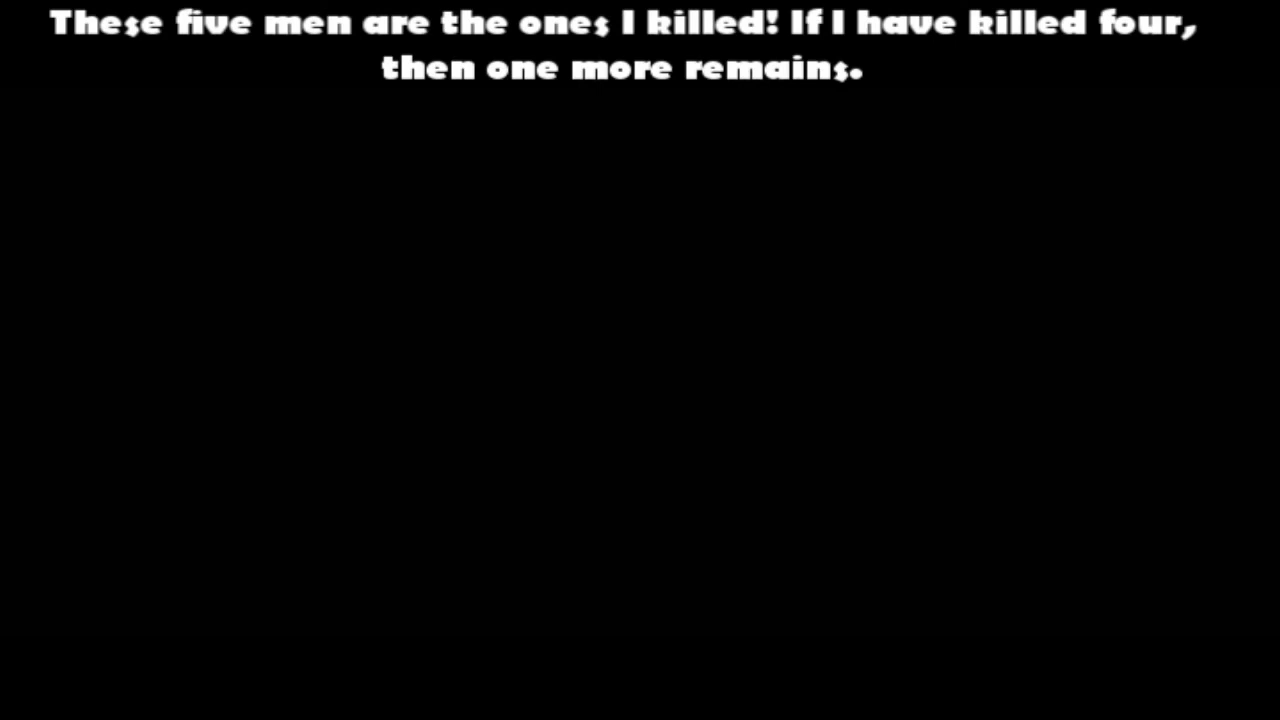 These five men are the ones I killed! If I have killed four,
then one more remains.